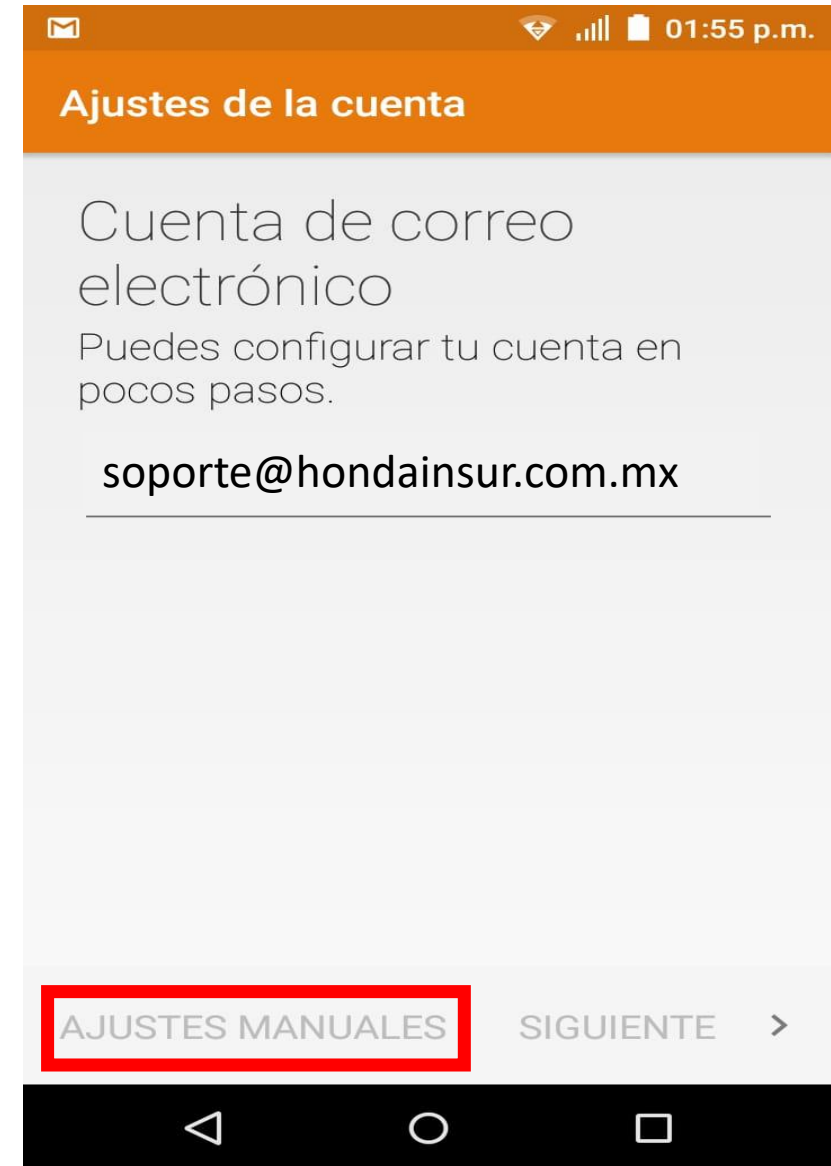 01:55 p.m.
Ajustes de la cuenta
Cuenta de correo
electrónico
Puedes configurar tu cuenta en
pocos pasos.
soporte@hondainsur.com.mx
AJUSTES MANUALES SIGUIENTE >